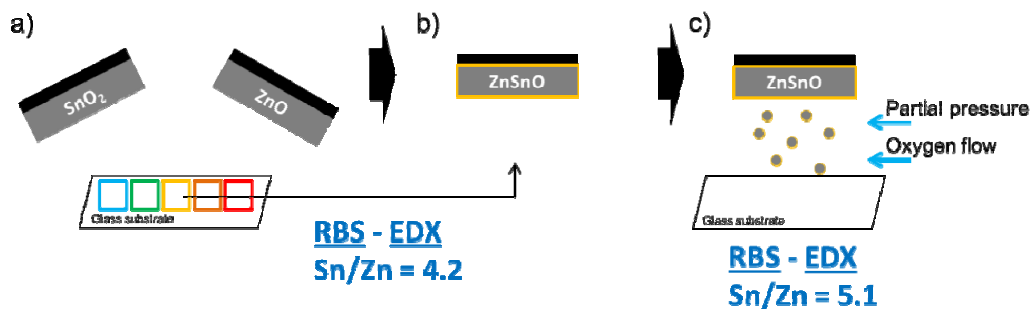 a)
SnO2
ZnO
Glass substrate
RBS - EDX
Sn/Zn = 4.2
b)
ZnSnO
c)
ZnSnO
Partial pressure
Oxygen flow
Glass substrate
RBS - EDX
Sn/Zn = 5.1